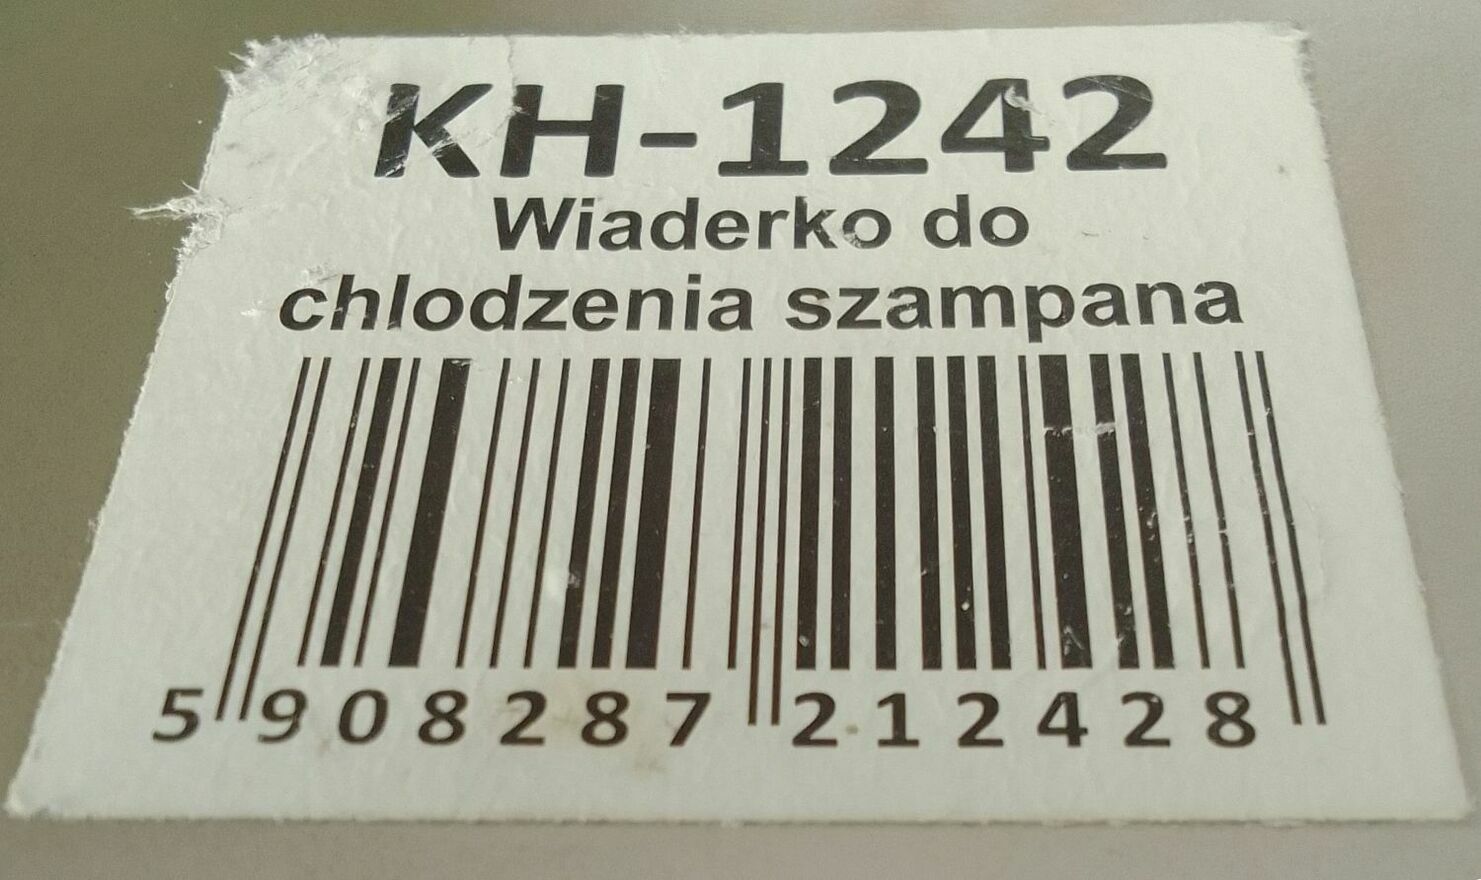 KH-1242
Wiaderko do
chlodzenia szampana
5 908287 212428